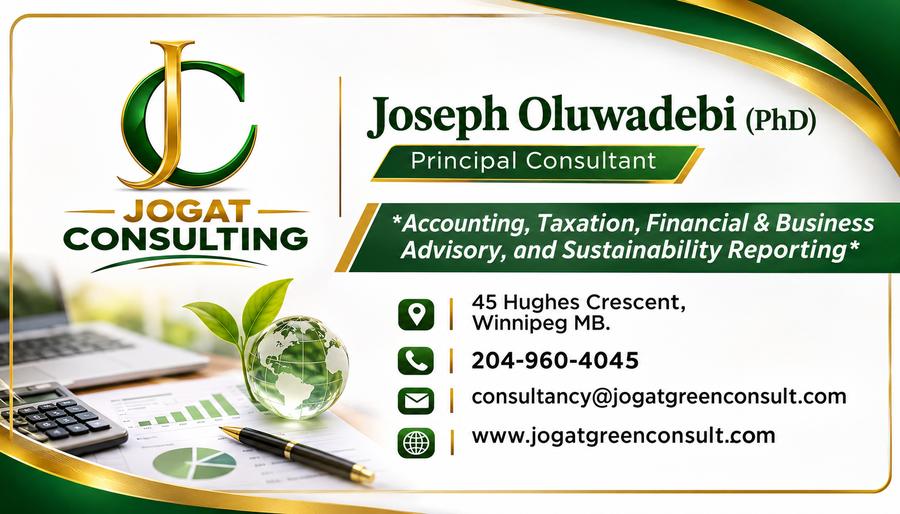 JC
JOGAT
CONSULTING
Joseph Oluwadebi (PhD)
Principal Consultant
*Accounting, Taxation, Financial & Business
Advisory, and Sustainability Reporting*
45 Hughes Crescent,
Winnipeg MB.
204-960-4045
consultancy@jogatgreenconsult.com
www.jogatgreenconsult.com